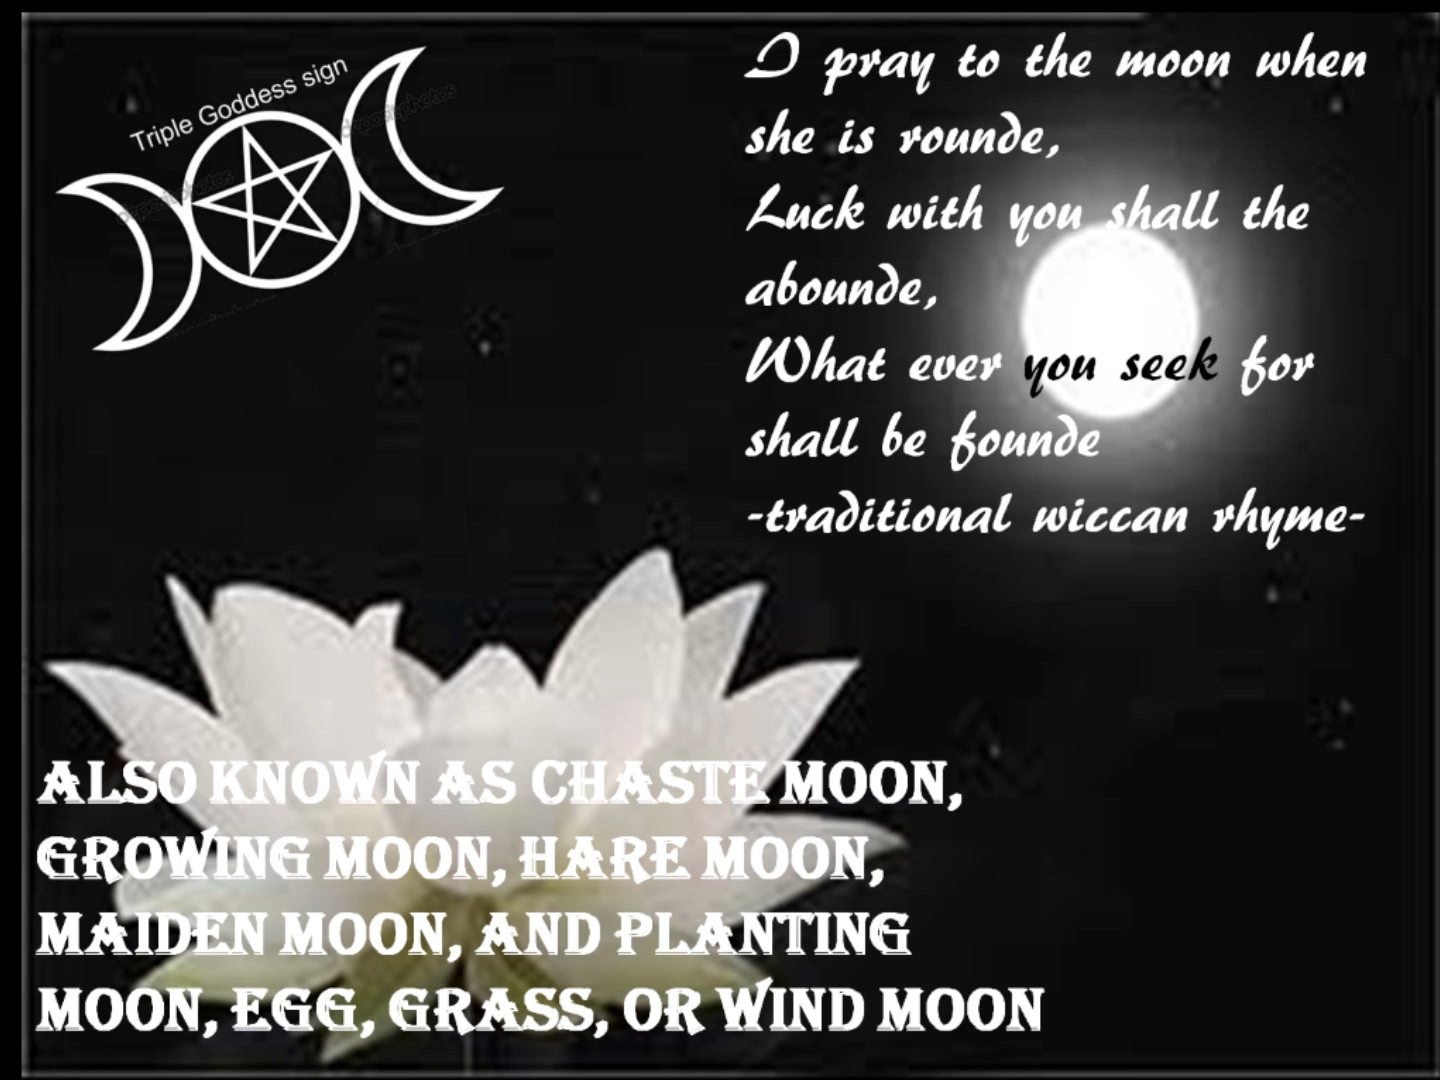 Triple Goddess sign
depositphotos
depositphotos
I pray to the moon when
she is rounde,
Luck with you shall the
abounde,
What ever you seek for
shall be founde
-traditional wiccan rhyme-
ALSO KNOWN AS CHASTE MOON,
GROWING MOON, HARE MOON,
MAIDEN MOON, AND PLANTING
MOON, EGG, GRASS, OR WIND MOON